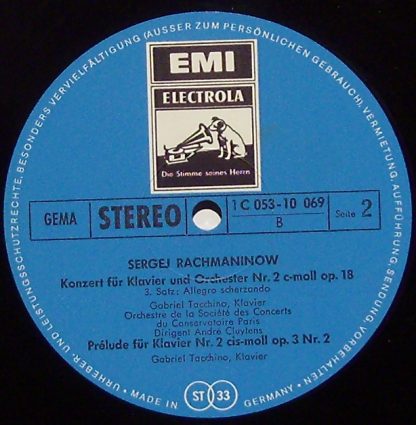 EMI
ELECTROLA
Die Stimme seines Herrn
GEMA
STEREO
1 C 053-10 069
B
Seite 2
SERGEJ RACHMANINOW
Konzert für Klavier und Orchester Nr. 2 c-moll op. 18
3. Satz: Allegro scherzando
Gabriel Tacchino, Klavier
Orchestre de la Société des Concerts
du Conservatoire Paris
Dirigent André Cluytens
Prélude für Klavier Nr. 2 cis-moll op. 3 Nr. 2
Gabriel Tacchino, Klavier
URHEBER- UND LEISTUNGSSCHUTZRECHTE, BESONDERS VERVIELFÄLTIGUNG (AUSSER ZUM PERSÖNLICHEN GEBRAUCH), VERMIETUNG, AUFFÜHRUNG, SENDUNG VORBEHALTEN
• MADE IN GERMANY •
ST 33